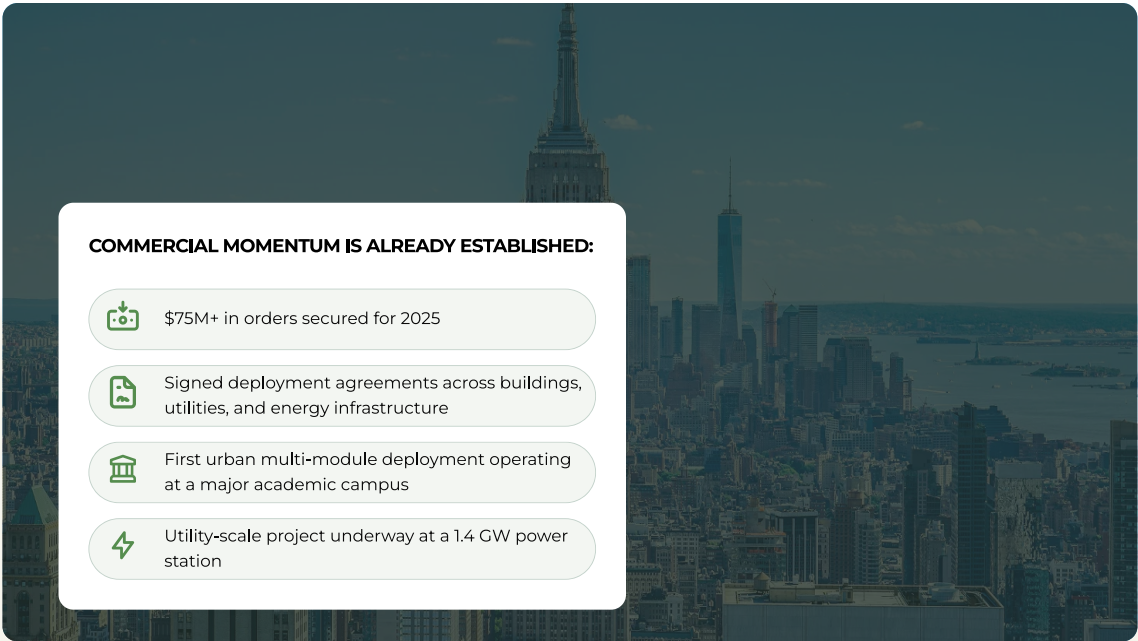 COMMERCIAL MOMENTUM IS ALREADY ESTABLISHED:
$75M+ in orders secured for 2025
Signed deployment agreements across buildings,
utilities, and energy infrastructure
First urban multi-module deployment operating
at a major academic campus
Utility-scale project underway at a 1.4 GW power
station